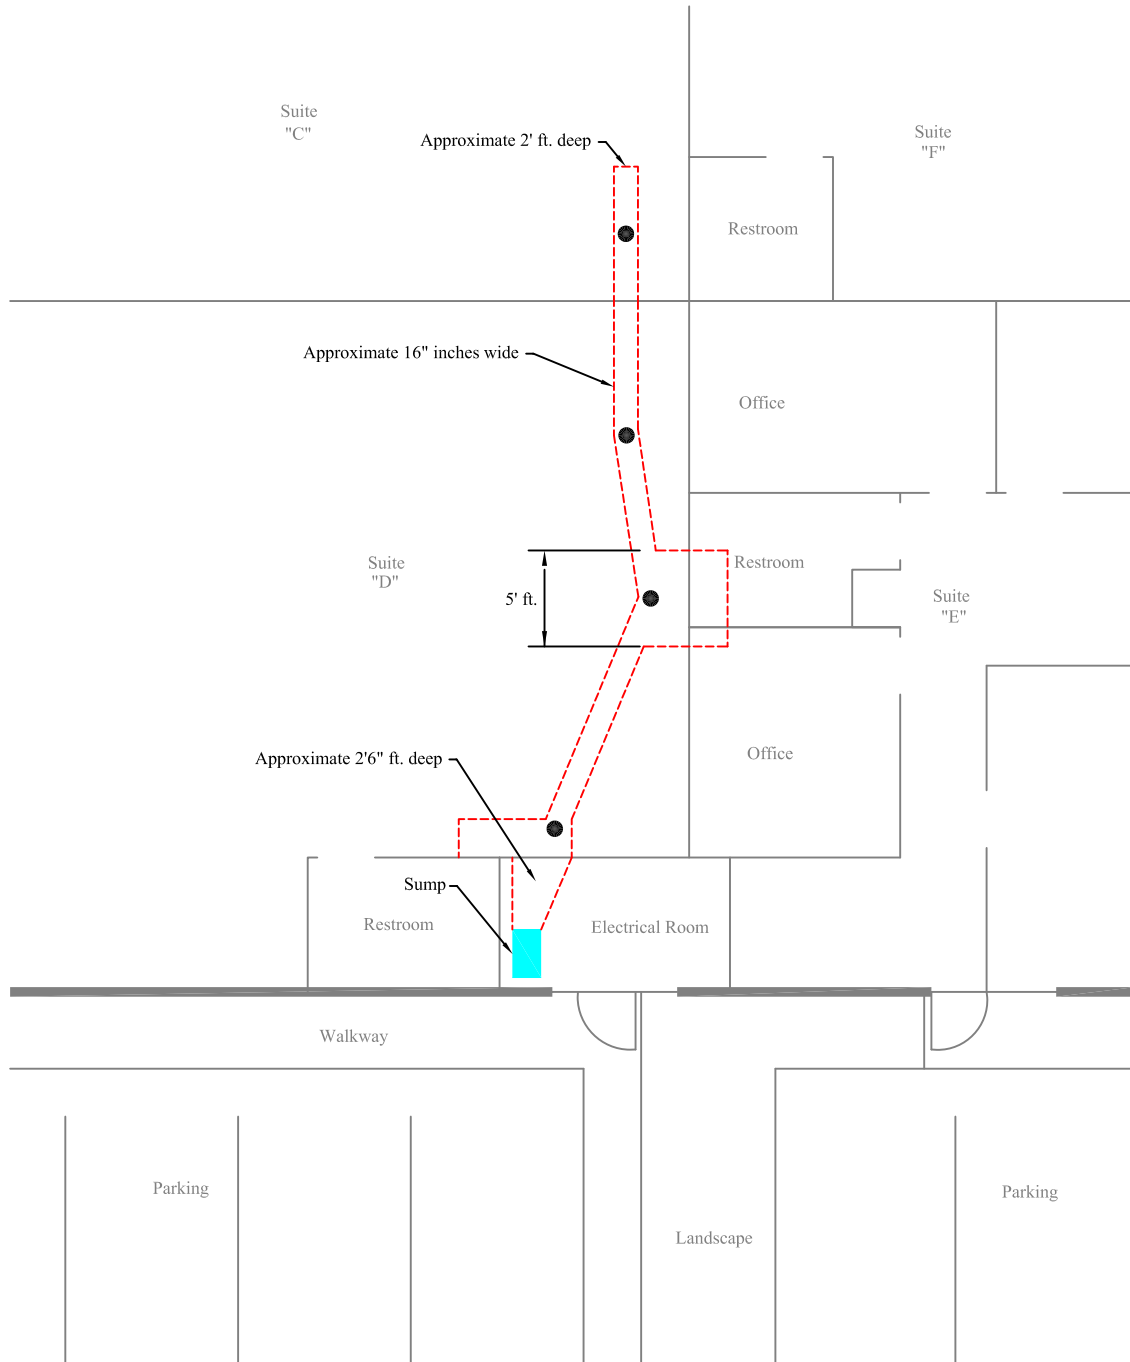 Suite
"C"
Approximate 2' ft. deep
Suite
"F"
Restroom
Approximate 16" inches wide
Office
Suite
"D"
Restroom
5' ft.
Suite
"E"
Approximate 2'6" ft. deep
Office
Sump
Restroom
Electrical Room
Walkway
Parking
Parking
Landscape